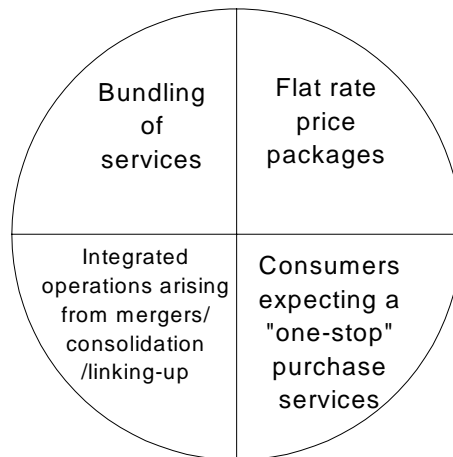 Bundling
of
services
Flat rate
price
packages
Integrated
operations arising
from mergers/
consolidation
/linking-up
Consumers
expecting a
"one-stop"
purchase
services